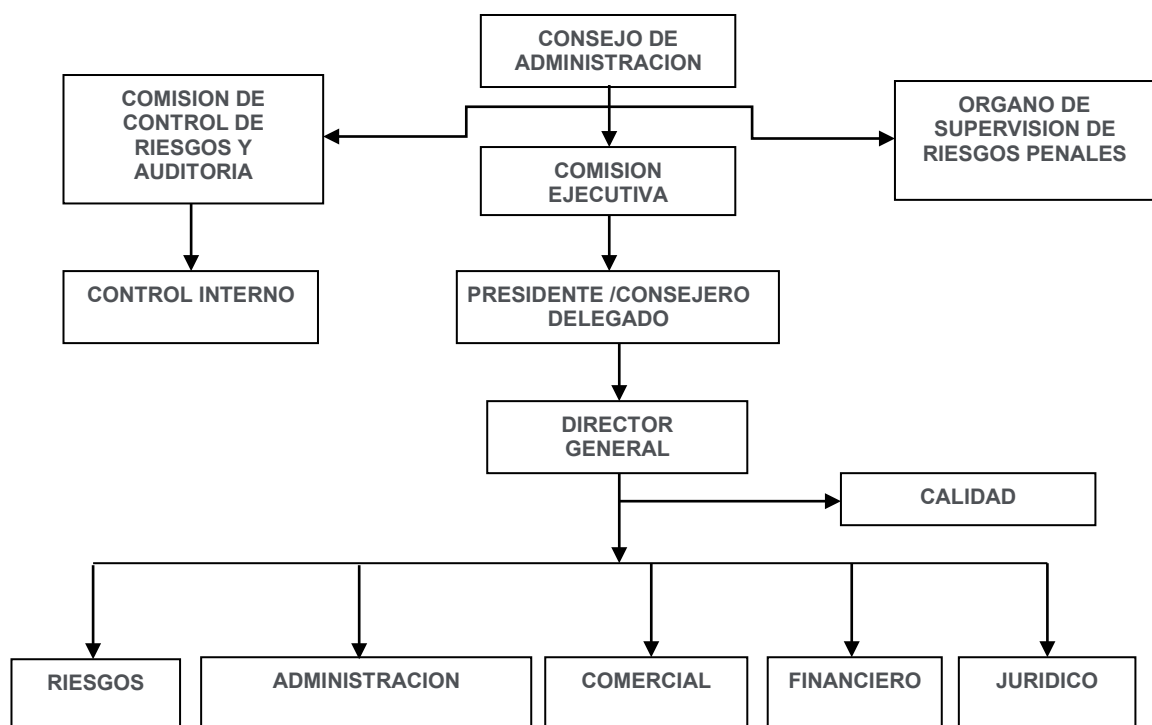 CONSEJO DE
ADMINISTRACION
COMISION DE
CONTROL DE
RIESGOS Y
AUDITORIA
ORGANO DE
SUPERVISION DE
RIESGOS PENALES
COMISION
EJECUTIVA
CONTROL INTERNO
PRESIDENTE /CONSEJERO
DELEGADO
DIRECTOR
GENERAL
CALIDAD
RIESGOS
ADMINISTRACION
COMERCIAL
FINANCIERO
JURIDICO